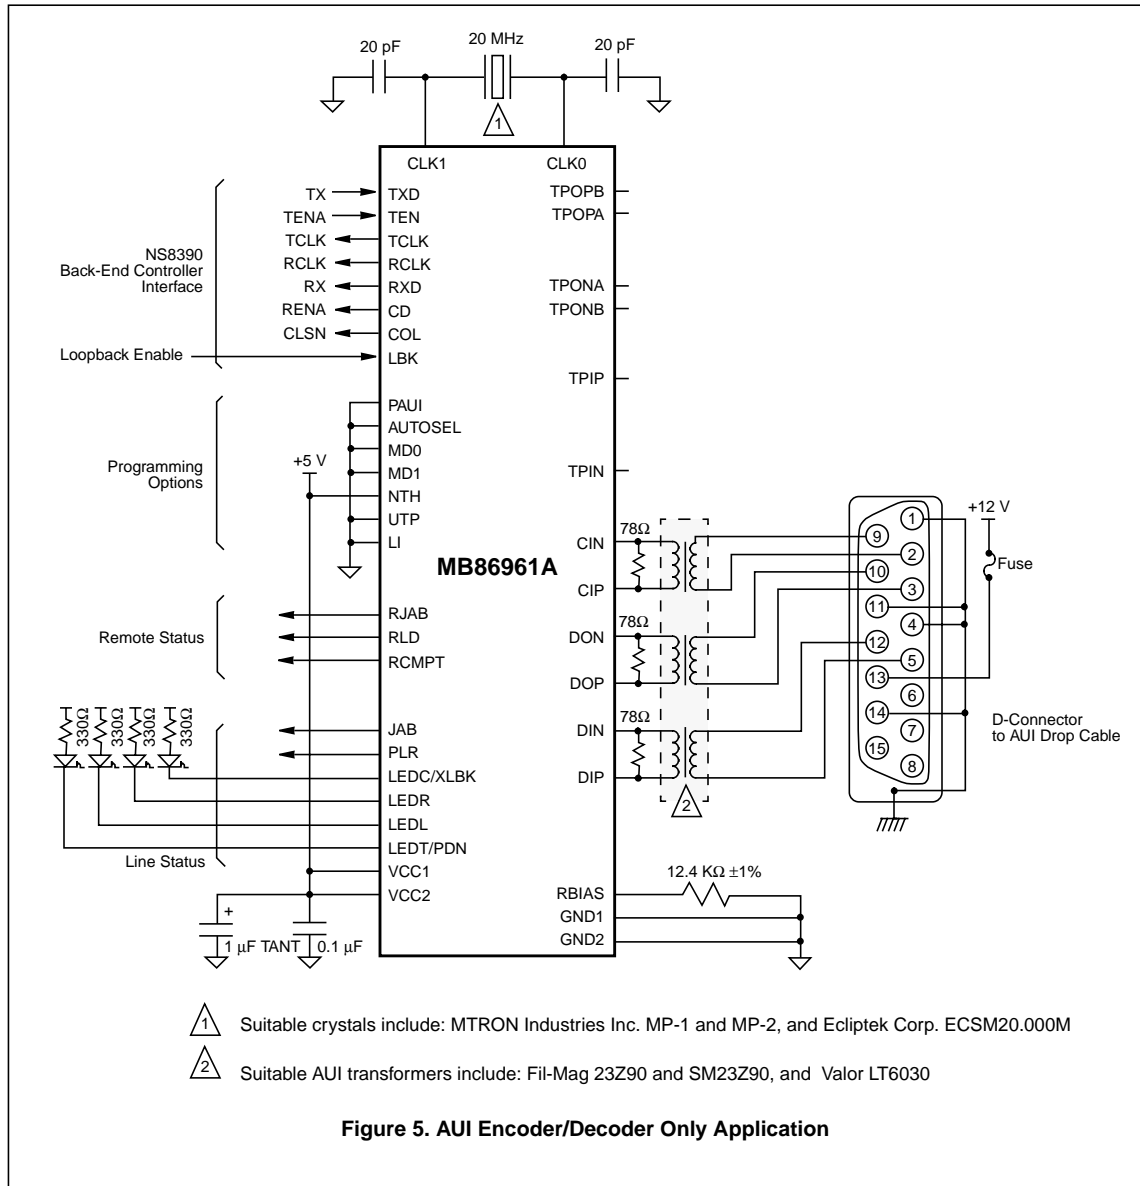 20 pF
20 MHz
20 pF
1
CLK1
CLK0
TX
TXD
TPOPB
TENA
TEN
TPOPA
TCLK
TCLK
RCLK
RCLK
RX
RXD
TPONA
RENA
CD
TPONB
CLSN
COL
NS8390
Back-End Controller
Interface
Loopback Enable
LBK
TPIP
PAUI
AUTOSEL
MD0
MD1
TPIN
NTH
UTP
LI
Programming
Options
+5 V
MB86961A
CIN
CIP
78Ω
DON
DOP
78Ω
DIN
DIP
78Ω
2
1
9
2
10
3
11
4
12
5
13
6
14
7
15
8
+12 V
Fuse
D-Connector
to AUI Drop Cable
Remote Status
RJAB
RLD
RCMPT
330Ω
330Ω
330Ω
330Ω
JAB
PLR
LEDC/XLBK
LEDR
LEDL
LEDT/PDN
Line Status
VCC1
VCC2
12.4 KΩ ±1%
RBIAS
GND1
GND2
+
1 µF TANT
0.1 µF
1 Suitable crystals include: MTRON Industries Inc. MP-1 and MP-2, and Ecliptek Corp. ECSM20.000M
2 Suitable AUI transformers include: Fil-Mag 23Z90 and SM23Z90, and Valor LT6030
Figure 5. AUI Encoder/Decoder Only Application